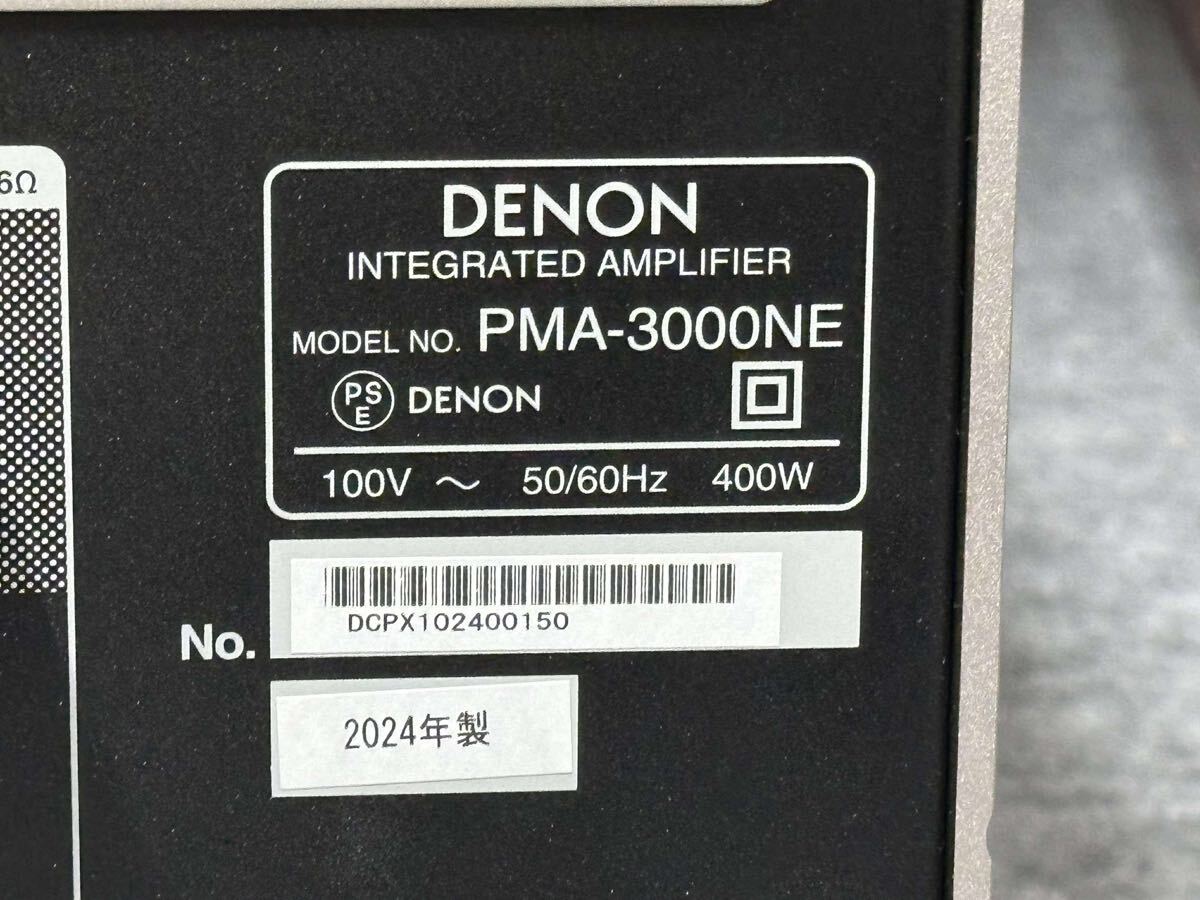 6Ω
DENON
INTEGRATED AMPLIFIER
MODEL NO. PMA-3000NE
PSE DENON
100V ～ 50/60Hz 400W
No.
DCPX102400150
2024年製